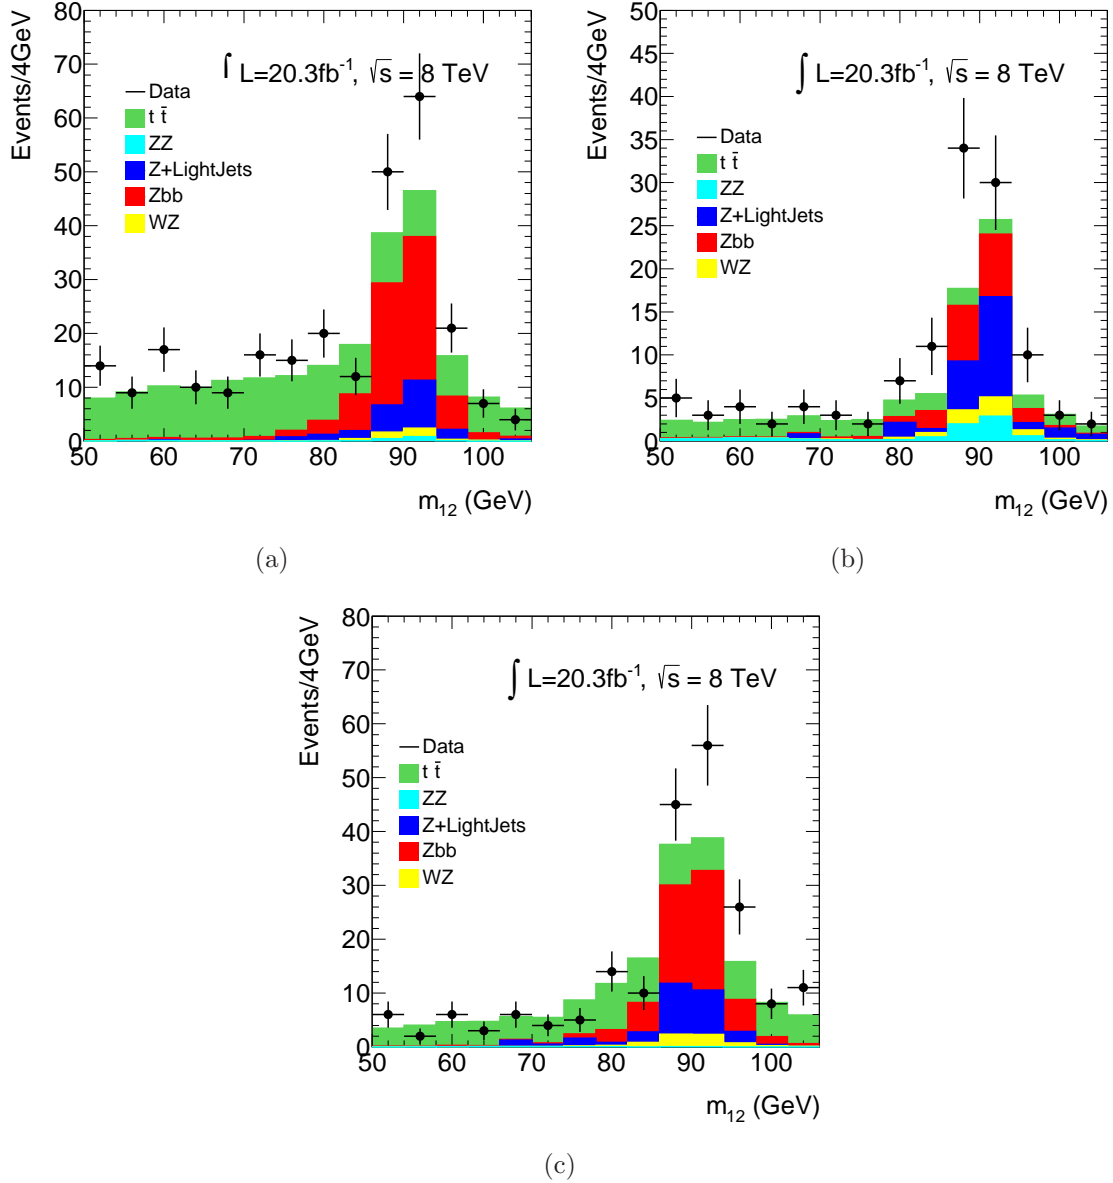 Events/4GeV
80
70
60
50
40
30
20
10
0
∫ L=20.3fb⁻¹, √s = 8 TeV
Data
t t̄
ZZ
Z+LightJets
Zbb
WZ
50 60 70 80 90 100
m₁₂ (GeV)
(a)
Events/4GeV
50
45
40
35
30
25
20
15
10
5
0
∫ L=20.3fb⁻¹, √s = 8 TeV
Data
t t̄
ZZ
Z+LightJets
Zbb
WZ
50 60 70 80 90 100
m₁₂ (GeV)
(b)
Events/4GeV
80
70
60
50
40
30
20
10
0
∫ L=20.3fb⁻¹, √s = 8 TeV
Data
t t̄
ZZ
Z+LightJets
Zbb
WZ
50 60 70 80 90 100
m₁₂ (GeV)
(c)